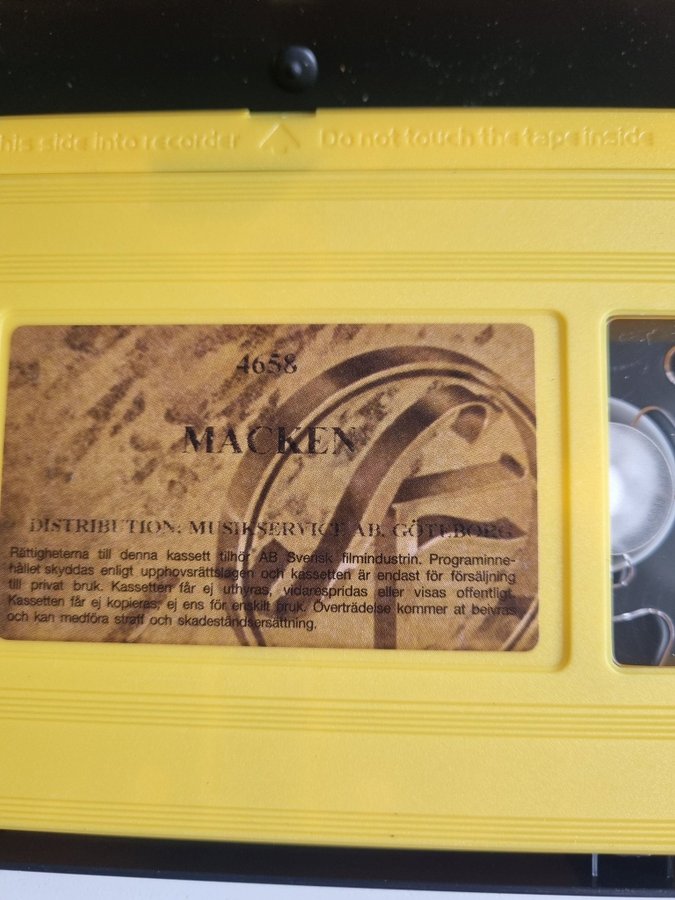 his side into recorder Do not touch the tape inside
4658
MACKEN
DISTRIBUTION: MUSIKSERVICE AB, GÖTEBORG
Rättigheterna till denna kassett tillhör AB Svensk filmindustrin. Programinne-
hållet skyddas enligt upphovsrättslagen och kassetten är endast för försäljning
till privat bruk. Kassetten får ej uthyras, vidarespridas eller visas offentligt.
Kassetten får ej kopieras, ej ens för enskilt bruk. Överträdelse kommer at beivras
och kan medföra straff och skadeståndsersättning.